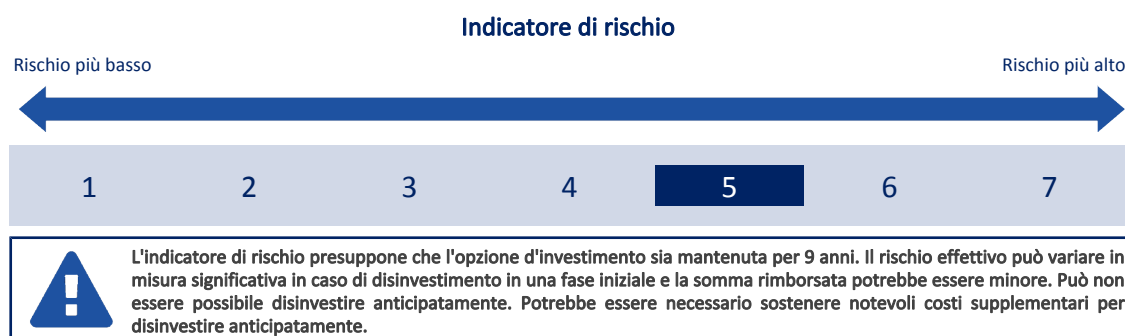 Indicatore di rischio
Rischio più basso
Rischio più alto
1 2 3 4 5 6 7
L'indicatore di rischio presuppone che l'opzione d'investimento sia mantenuta per 9 anni. Il rischio effettivo può variare in
misura significativa in caso di disinvestimento in una fase iniziale e la somma rimborsata potrebbe essere minore. Può non
essere possibile disinvestire anticipatamente. Potrebbe essere necessario sostenere notevoli costi supplementari per
disinvestire anticipatamente.